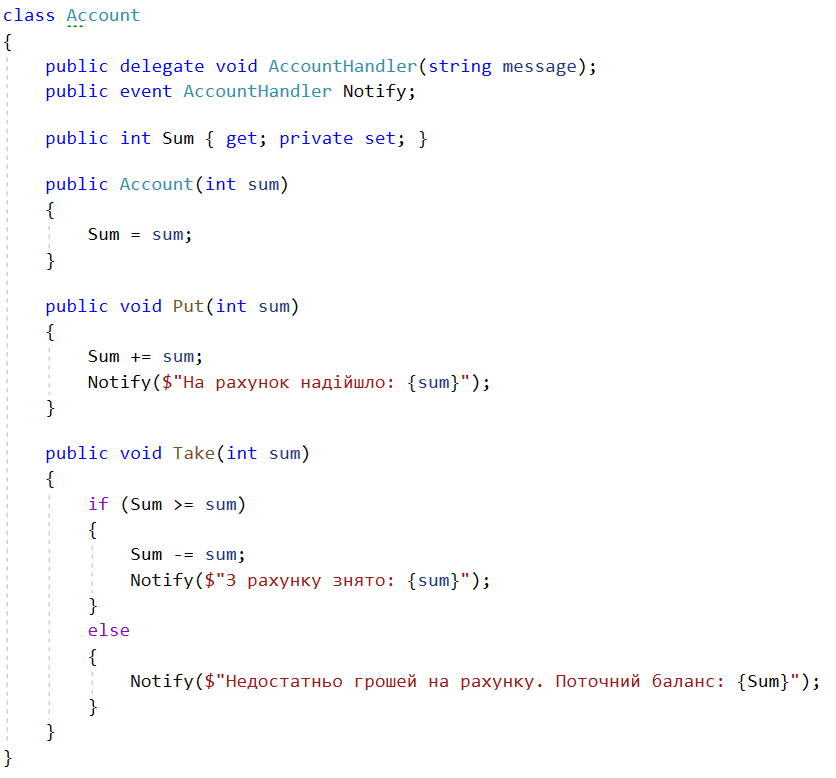 class Account
{
    public delegate void AccountHandler(string message);
    public event AccountHandler Notify;

    public int Sum { get; private set; }

    public Account(int sum)
    {
        Sum = sum;
    }

    public void Put(int sum)
    {
        Sum += sum;
        Notify($"На рахунок надійшло: {sum}");
    }

    public void Take(int sum)
    {
        if (Sum >= sum)
        {
            Sum -= sum;
            Notify($"З рахунку знято: {sum}");
        }
        else
        {
            Notify($"Недостатньо грошей на рахунку. Поточний баланс: {Sum}");
        }
    }
}